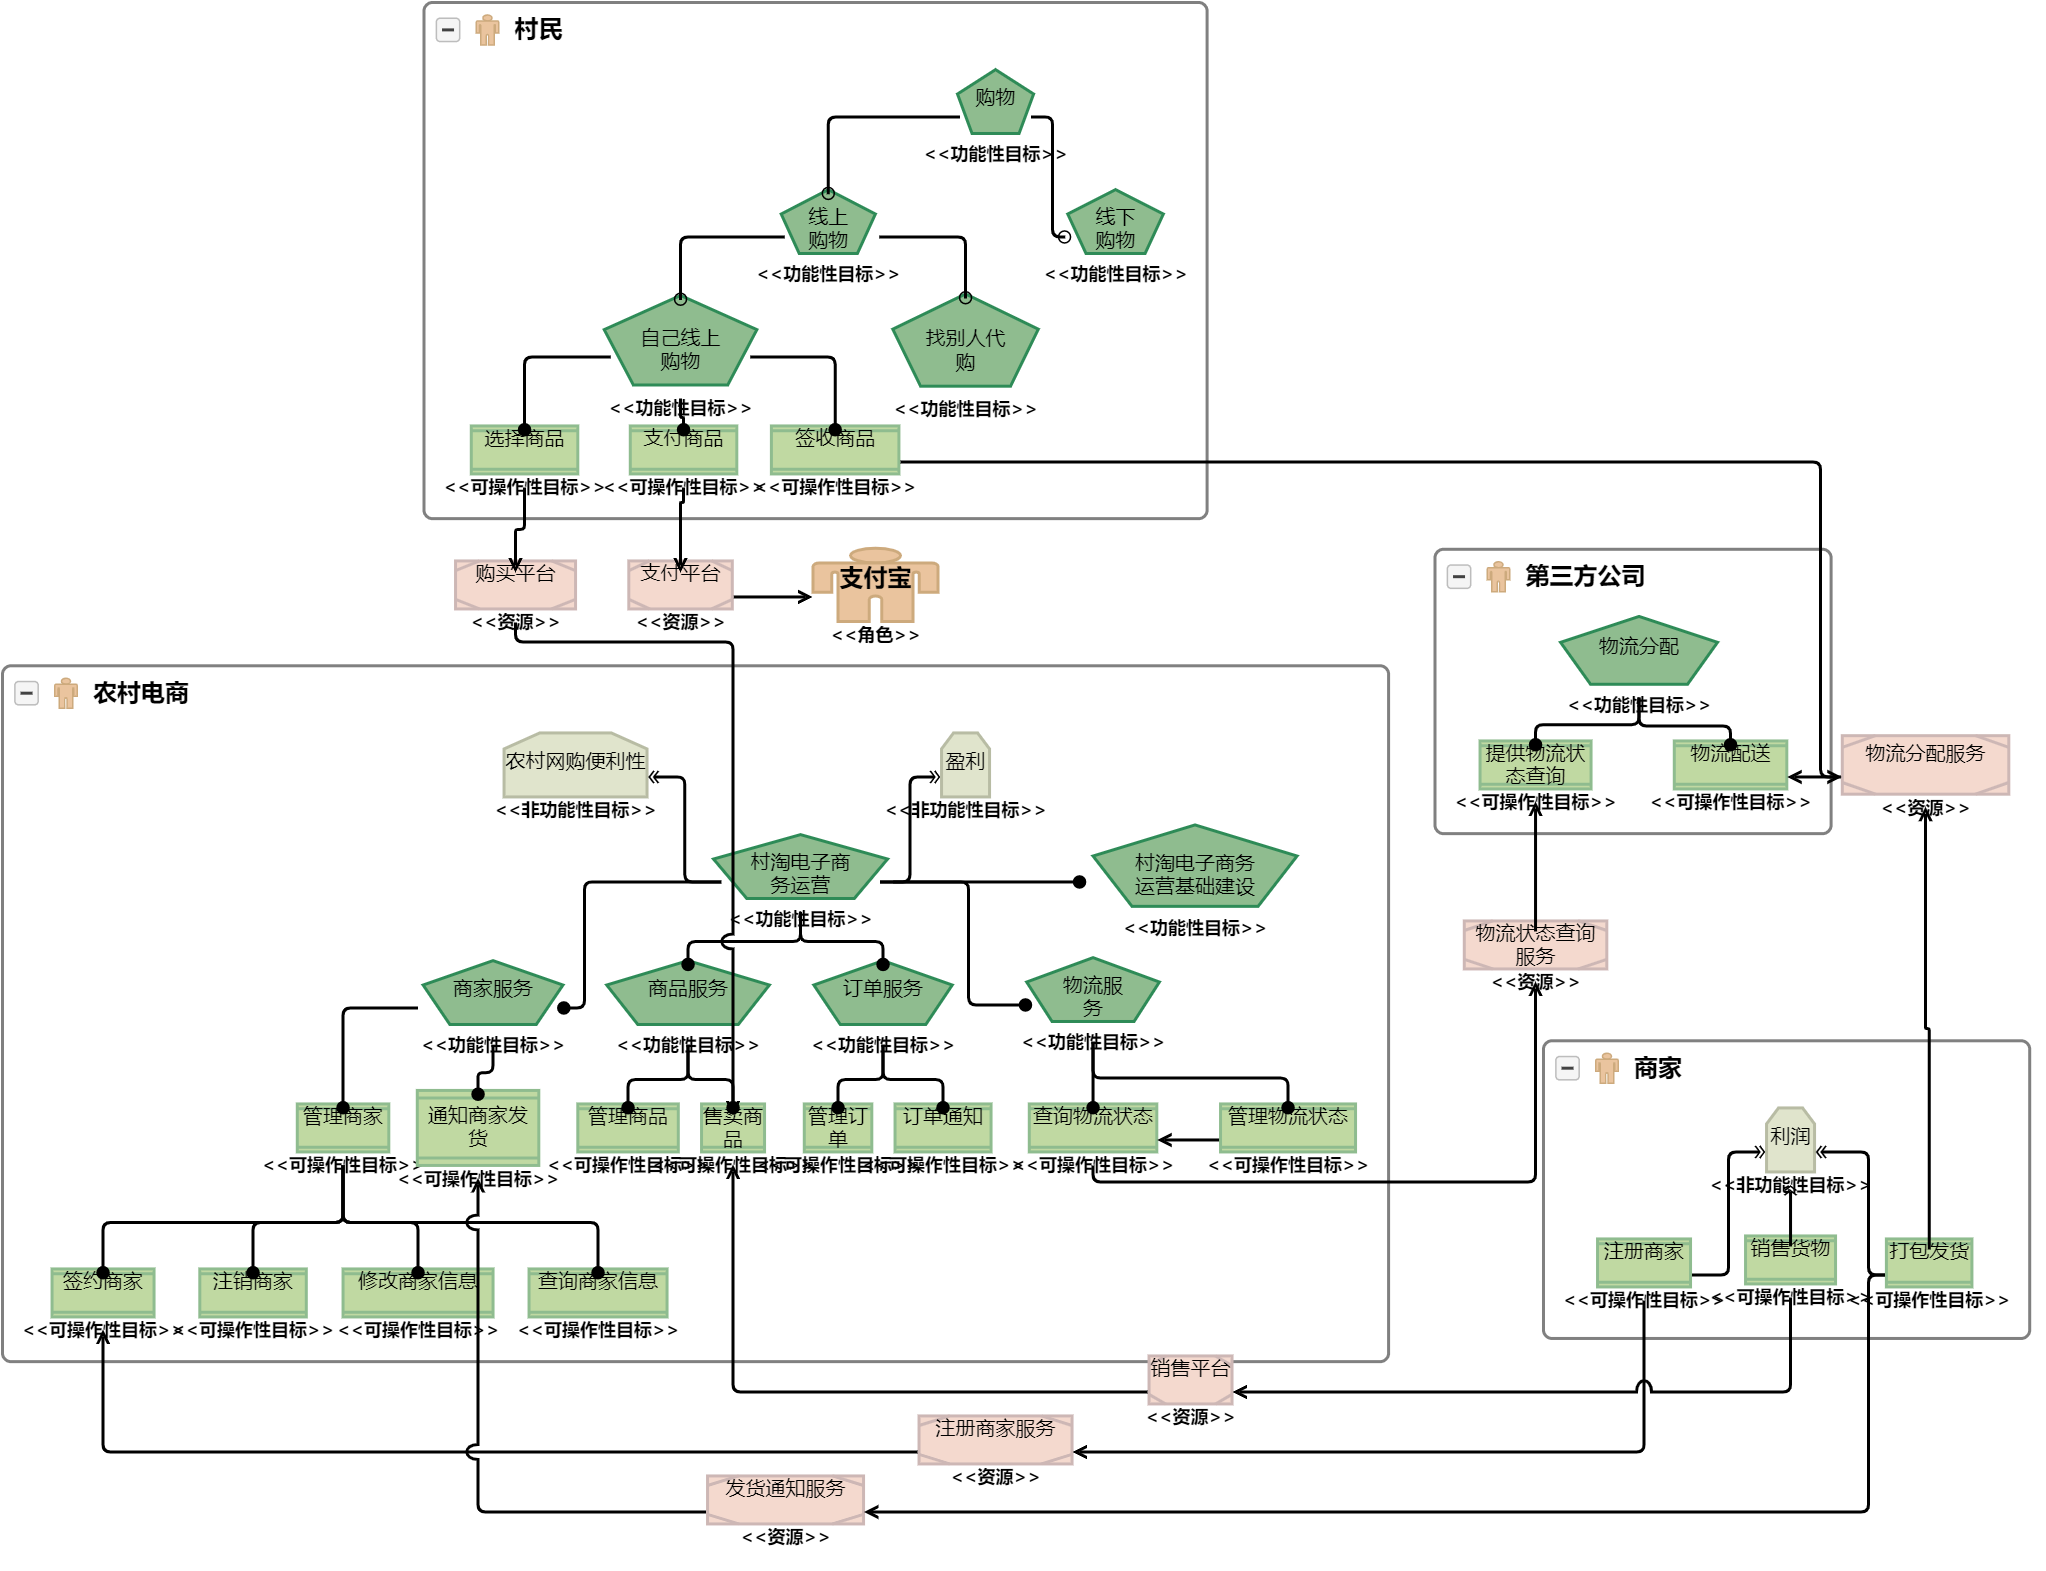 村民
购物
<<功能性目标>>
线上
购物
<<功能性目标>>
线下
购物
<<功能性目标>>
自己线上
购物
<<功能性目标>>
找别人代
购
<<功能性目标>>
选择商品
<<可操作性目标>>
支付商品
<<可操作性目标>>
签收商品
<<可操作性目标>>
购买平台
<<资源>>
支付平台
<<资源>>
支付宝
<<角色>>
第三方公司
物流分配
<<功能性目标>>
提供物流状
态查询
<<可操作性目标>>
物流配送
<<可操作性目标>>
物流分配服务
<<资源>>
农村电商
农村网购便利性
<<非功能性目标>>
盈利
<<非功能性目标>>
村淘电子商
务运营
<<功能性目标>>
村淘电子商务
运营基础建设
<<功能性目标>>
物流状态查询
服务
<<资源>>
商家服务
<<功能性目标>>
商品服务
<<功能性目标>>
订单服务
<<功能性目标>>
物流服
务
<<功能性目标>>
管理商家
<<可操作性目标>>
通知商家发
货
<<可操作性目标>>
管理商品
<<可操作性目标>>
售卖商
品
<<可操作性目标>>
管理订
单
<<可操作性目标>>
订单通知
<<可操作性目标>>
查询物流状态
<<可操作性目标>>
管理物流状态
<<可操作性目标>>
签约商家
<<可操作性目标>>
注销商家
<<可操作性目标>>
修改商家信息
<<可操作性目标>>
查询商家信息
<<可操作性目标>>
商家
利润
<<非功能性目标>>
注册商家
<<可操作性目标>>
销售货物
<<可操作性目标>>
打包发货
<<可操作性目标>>
销售平台
<<资源>>
注册商家服务
<<资源>>
发货通知服务
<<资源>>